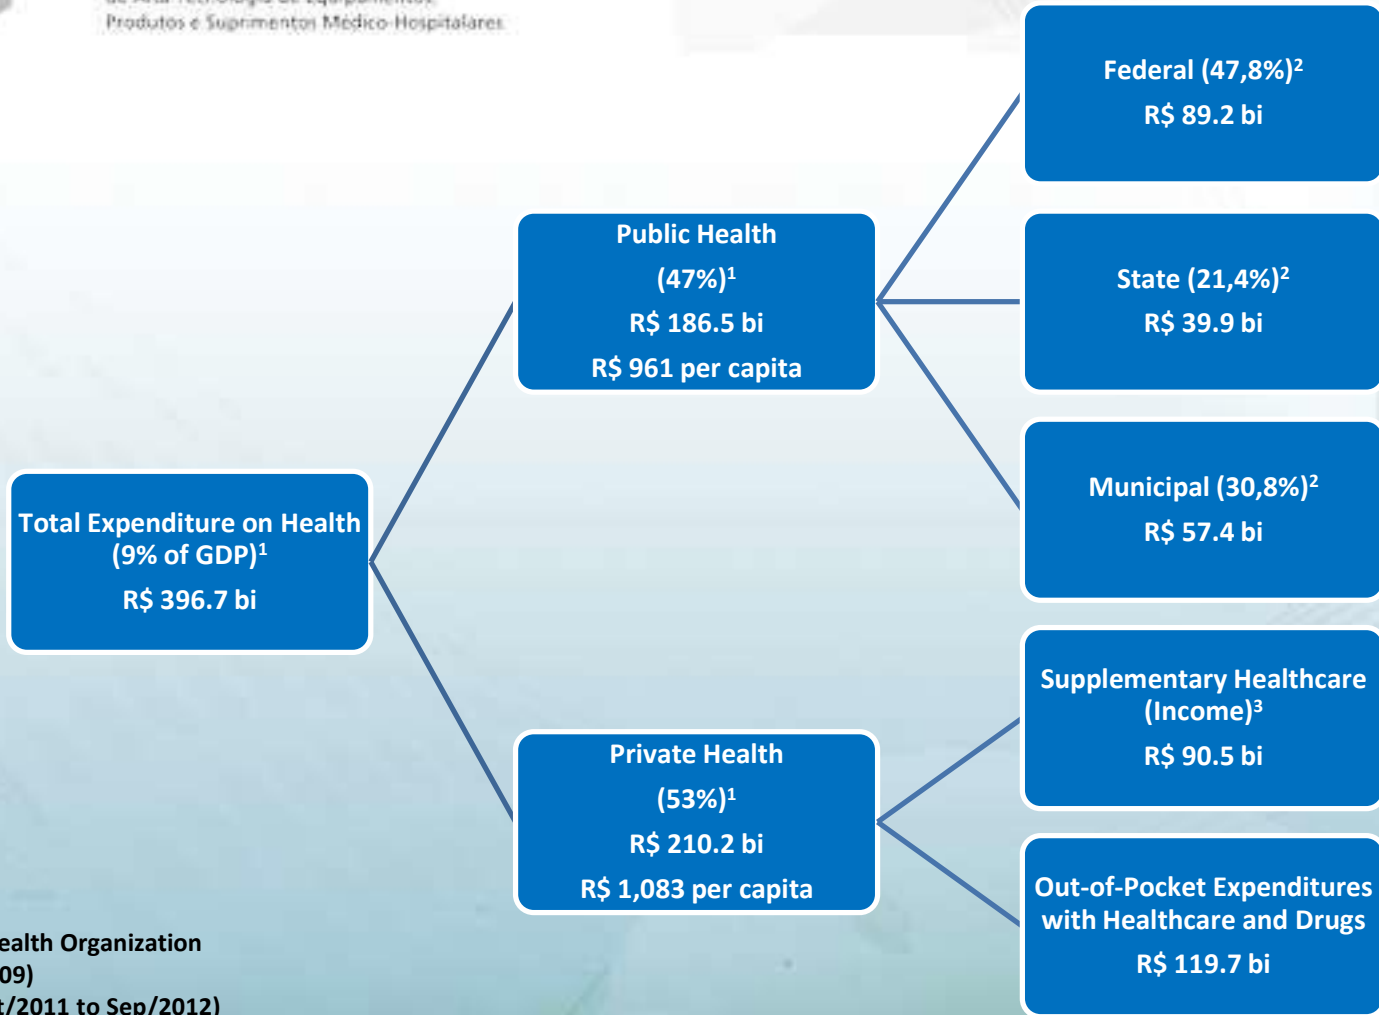 Produtos e Suprimentos Médico-Hospitalares
Total Expenditure on Health
(9% of GDP)¹
R$ 396.7 bi
Public Health
(47%)¹
R$ 186.5 bi
R$ 961 per capita
Private Health
(53%)¹
R$ 210.2 bi
R$ 1,083 per capita
Federal (47,8%)²
R$ 89.2 bi
State (21,4%)²
R$ 39.9 bi
Municipal (30,8%)²
R$ 57.4 bi
Supplementary Healthcare
(Income)³
R$ 90.5 bi
Out-of-Pocket Expenditures
with Healthcare and Drugs
R$ 119.7 bi
ealth Organization
09)
t/2011 to Sep/2012)